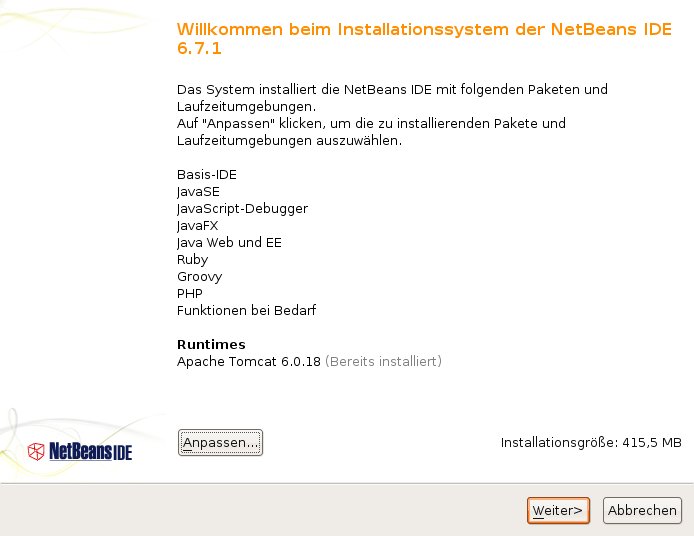 Willkommen beim Installationssystem der NetBeans IDE
6.7.1
Das System installiert die NetBeans IDE mit folgenden Paketen und
Laufzeitumgebungen.
Auf "Anpassen" klicken, um die zu installierenden Pakete und
Laufzeitumgebungen auszuwählen.
Basis-IDE
JavaSE
JavaScript-Debugger
JavaFX
Java Web und EE
Ruby
Groovy
PHP
Funktionen bei Bedarf
Runtimes
Apache Tomcat 6.0.18 (Bereits installiert)
NetBeans IDE
Anpassen...
Installationsgröße: 415,5 MB
Weiter>
Abbrechen